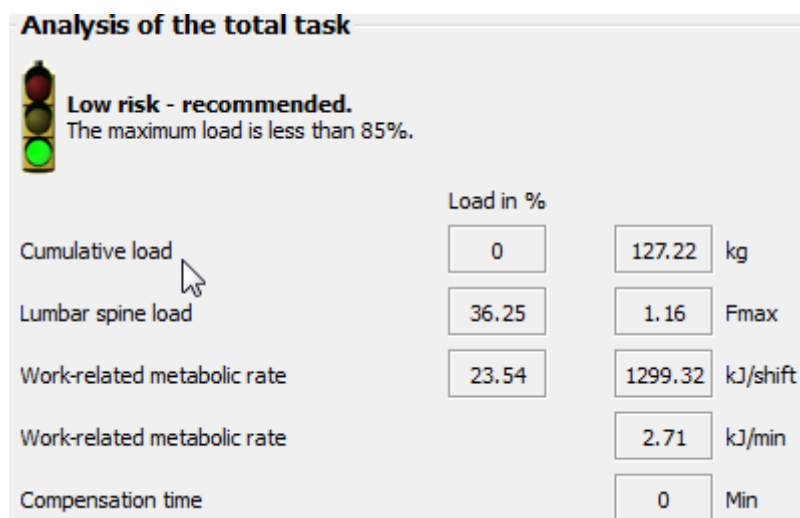 Analysis of the total task
Low risk - recommended.
The maximum load is less than 85%.
Load in %
Cumulative load 0 127.22 kg
Lumbar spine load 36.25 1.16 Fmax
Work-related metabolic rate 23.54 1299.32 kJ/shift
Work-related metabolic rate 2.71 kJ/min
Compensation time 0 Min